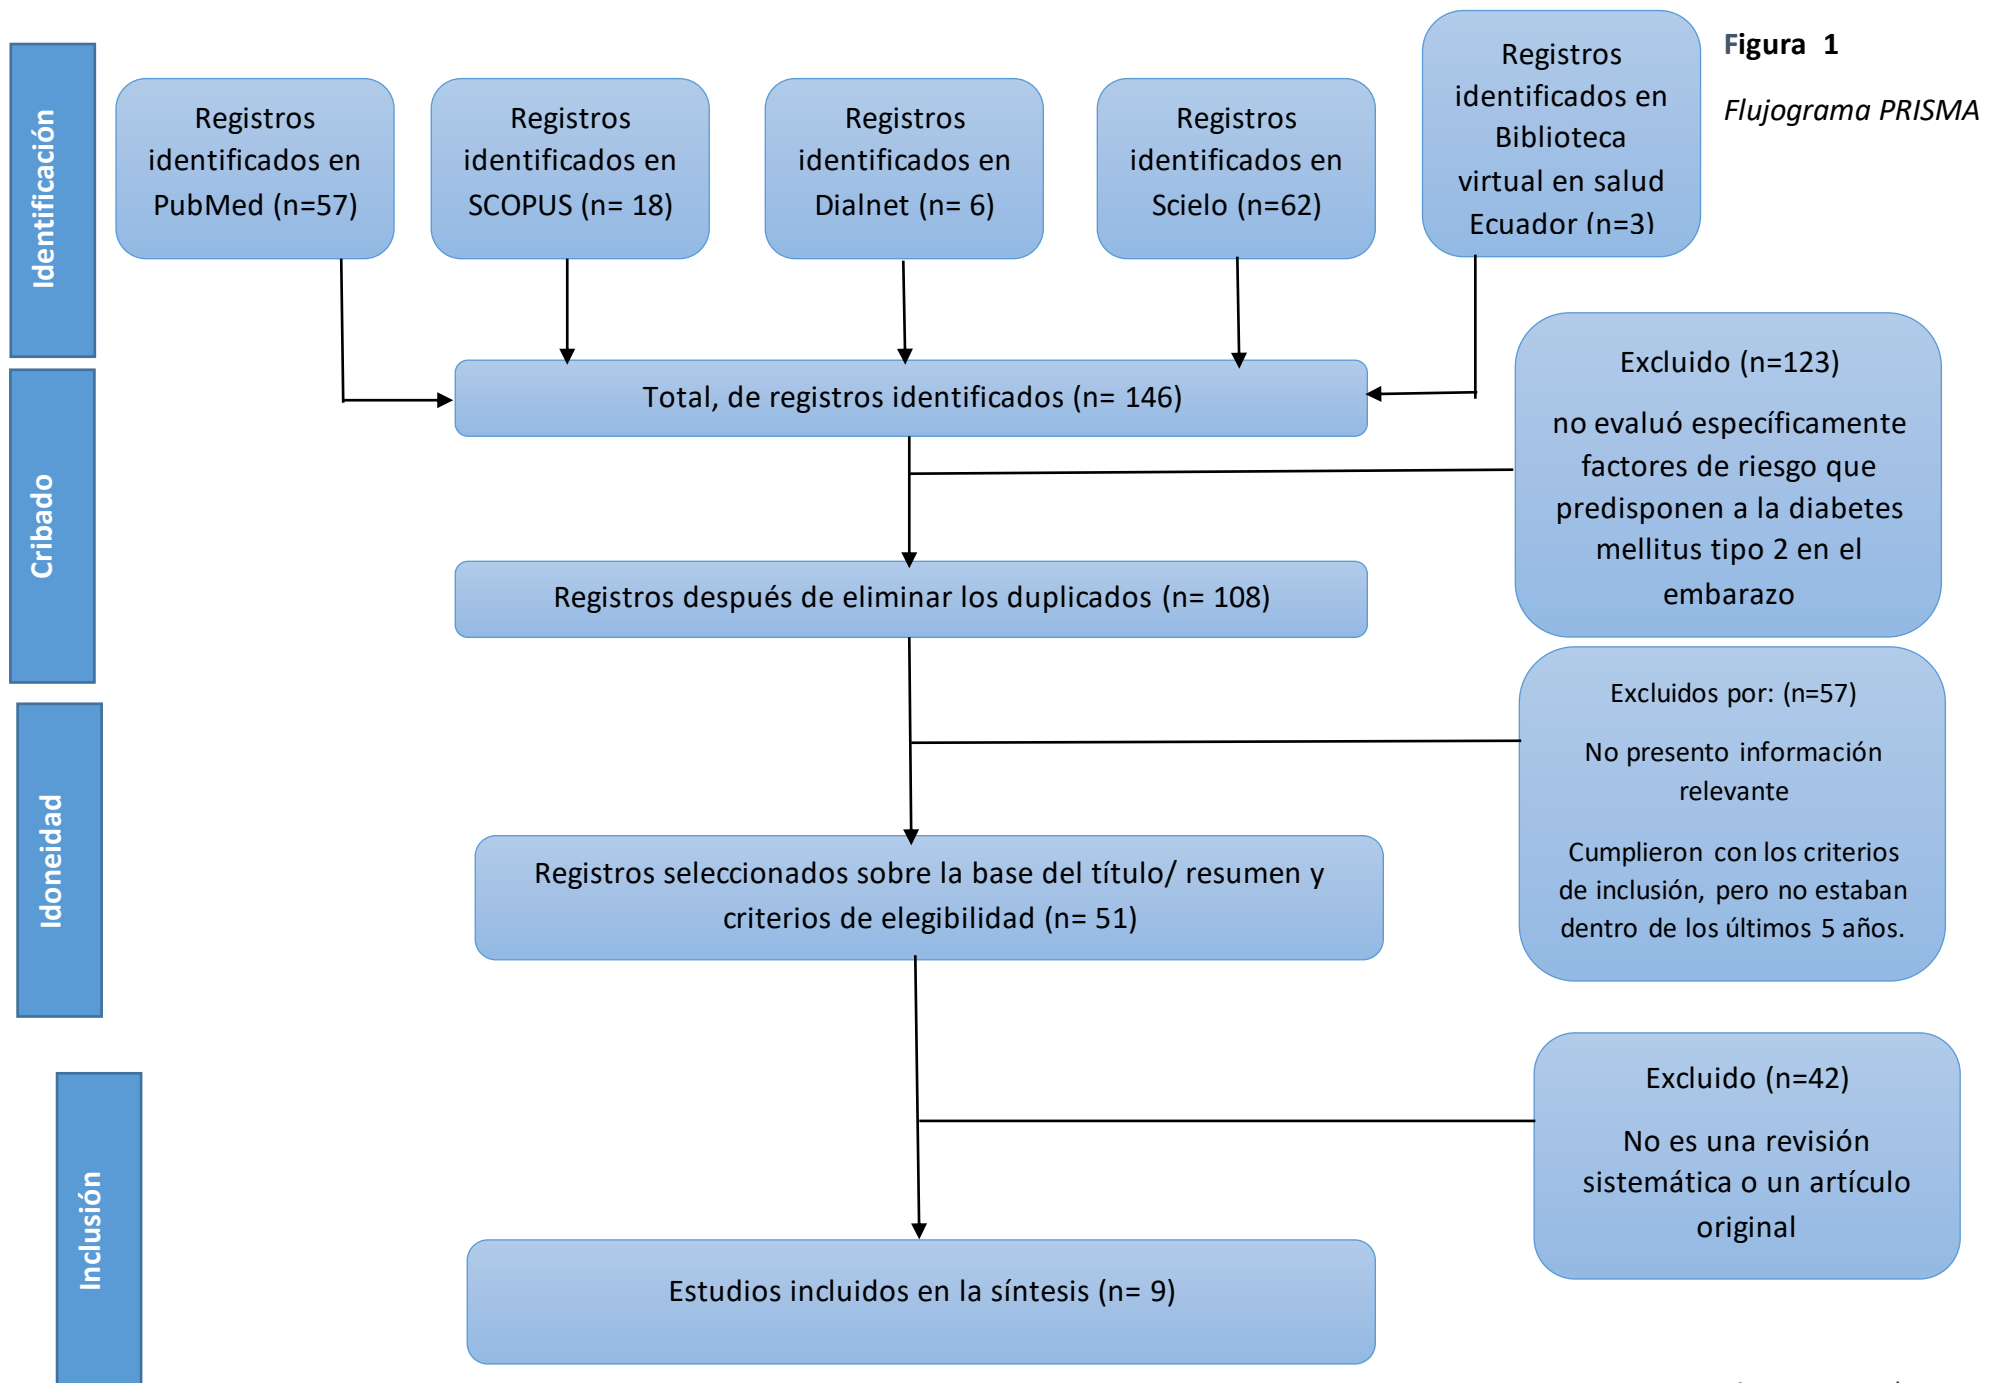 Figura 1
Flujograma PRISMA
Identificación
Registros
identificados en
PubMed (n=57)
Registros
identificados en
SCOPUS (n= 18)
Registros
identificados en
Dialnet (n= 6)
Registros
identificados en
Scielo (n=62)
Registros
identificados en
Biblioteca
virtual en salud
Ecuador (n=3)
Total, de registros identificados (n= 146)
Cribado
Excluido (n=123)
no evaluó específicamente
factores de riesgo que
predisponen a la diabetes
mellitus tipo 2 en el
embarazo
Registros después de eliminar los duplicados (n= 108)
Idoneidad
Excluidos por: (n=57)
No presento información
relevante
Cumplieron con los criterios
de inclusión, pero no estaban
dentro de los últimos 5 años.
Registros seleccionados sobre la base del título/ resumen y
criterios de elegibilidad (n= 51)
Inclusión
Excluido (n=42)
No es una revisión
sistemática o un artículo
original
Estudios incluidos en la síntesis (n= 9)